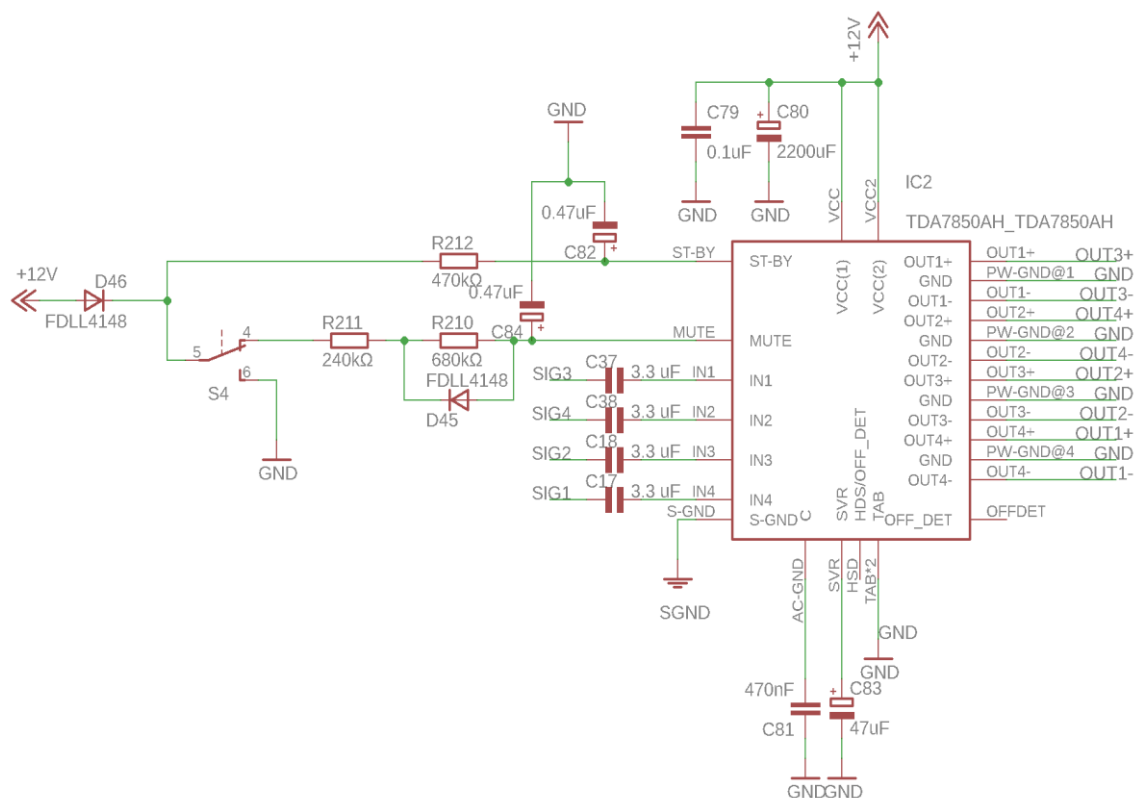 +12V
GND
C79
0.1uF
GND
+
C80
2200uF
GND
VCC
VCC2
IC2
TDA7850AH_TDA7850AH
0.47uF
+
C82
ST-BY
R212
470kΩ
0.47uF
+
C84
+12V
D46
FDLL4148
4
5
6
S4
GND
R211
240kΩ
R210
680kΩ
FDLL4148
D45
MUTE
SIG3
C37
3.3 uF
IN1
SIG4
C38
3.3 uF
IN2
SIG2
C18
3.3 uF
IN3
SIG1
C17
3.3 uF
IN4
S-GND
SGND
ST-BY
MUTE
IN1
IN2
IN3
IN4
S-GND
VCC(1)
VCC(2)
C
SVR
HDS/OFF_DET
TAB
OUT1+
GND
OUT1-
OUT2+
GND
OUT2-
OUT3+
GND
OUT3-
OUT4+
GND
OUT4-
OFF_DET
OUT1+ OUT3+
PW-GND@1 GND
OUT1- OUT3-
OUT2+ OUT4+
PW-GND@2 GND
OUT2- OUT4-
OUT3+ OUT2+
PW-GND@3 GND
OUT3- OUT2-
OUT4+ OUT1+
PW-GND@4 GND
OUT4- OUT1-
OFFDET
AC-GND
SVR
HSD
TAB*2
GND
GND
470nF
C81
GND
+
C83
47uF
GND